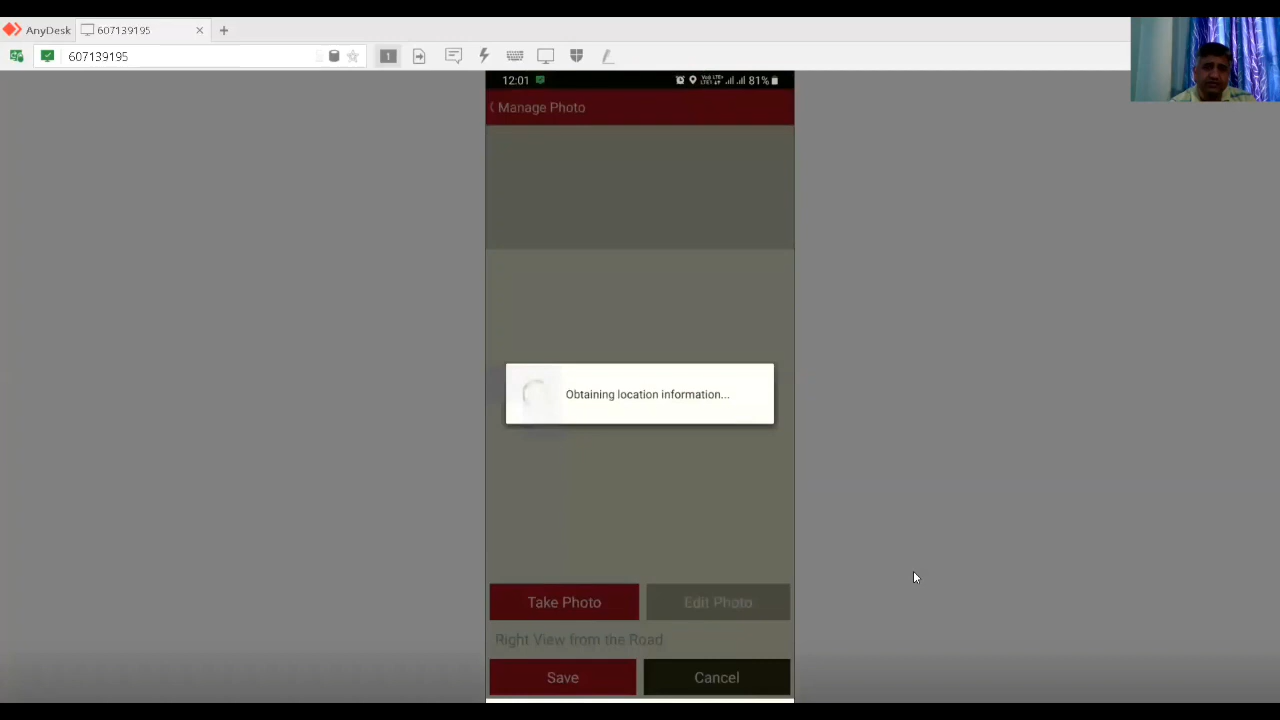 AnyDesk 607139195
607139195
1
12:01 81%
Manage Photo
Obtaining location information...
Take Photo Edit Photo
Right View from the Road
Save Cancel